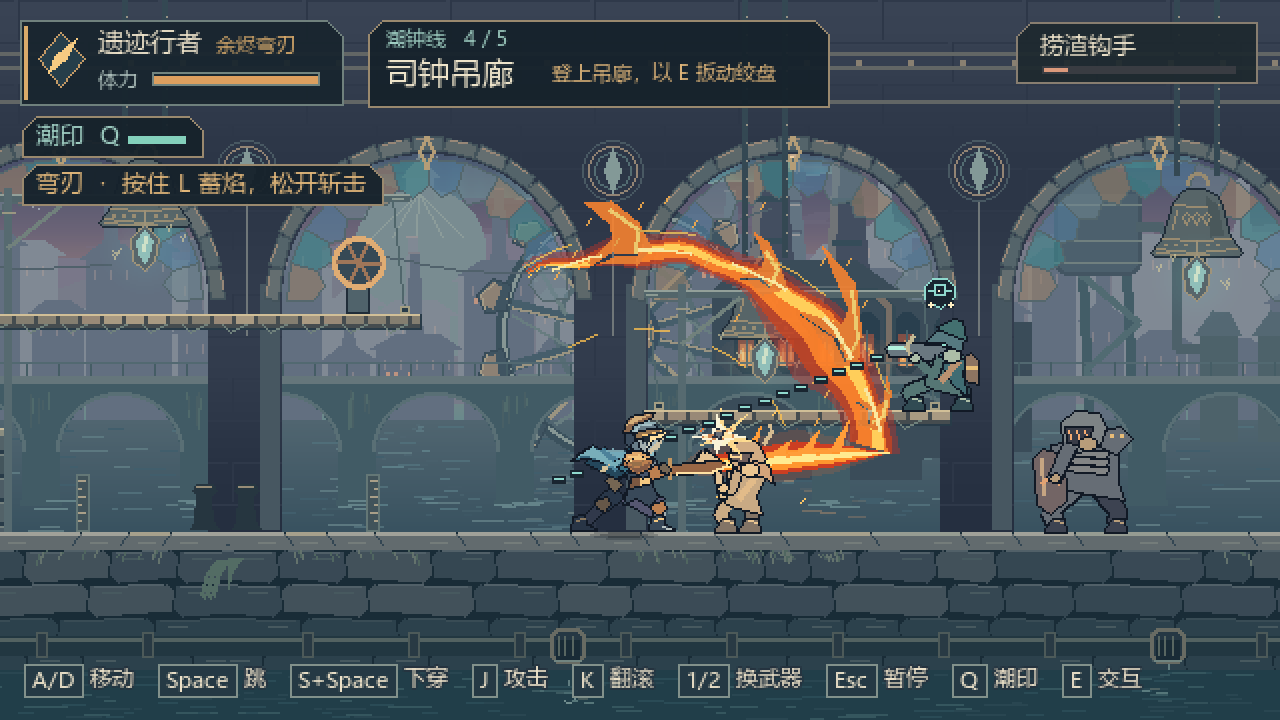 遗迹行者 余烬弯刃
体力
潮钟线 4 / 5
司钟吊廊 登上吊廊，以 E 扳动绞盘
捞渣钩手
潮印 Q
弯刃 · 按住 L 蓄焰，松开斩击
A/D 移动 Space 跳 S+Space 下穿 J 攻击 K 翻滚 1/2 换武器 Esc 暂停 Q 潮印 E 交互